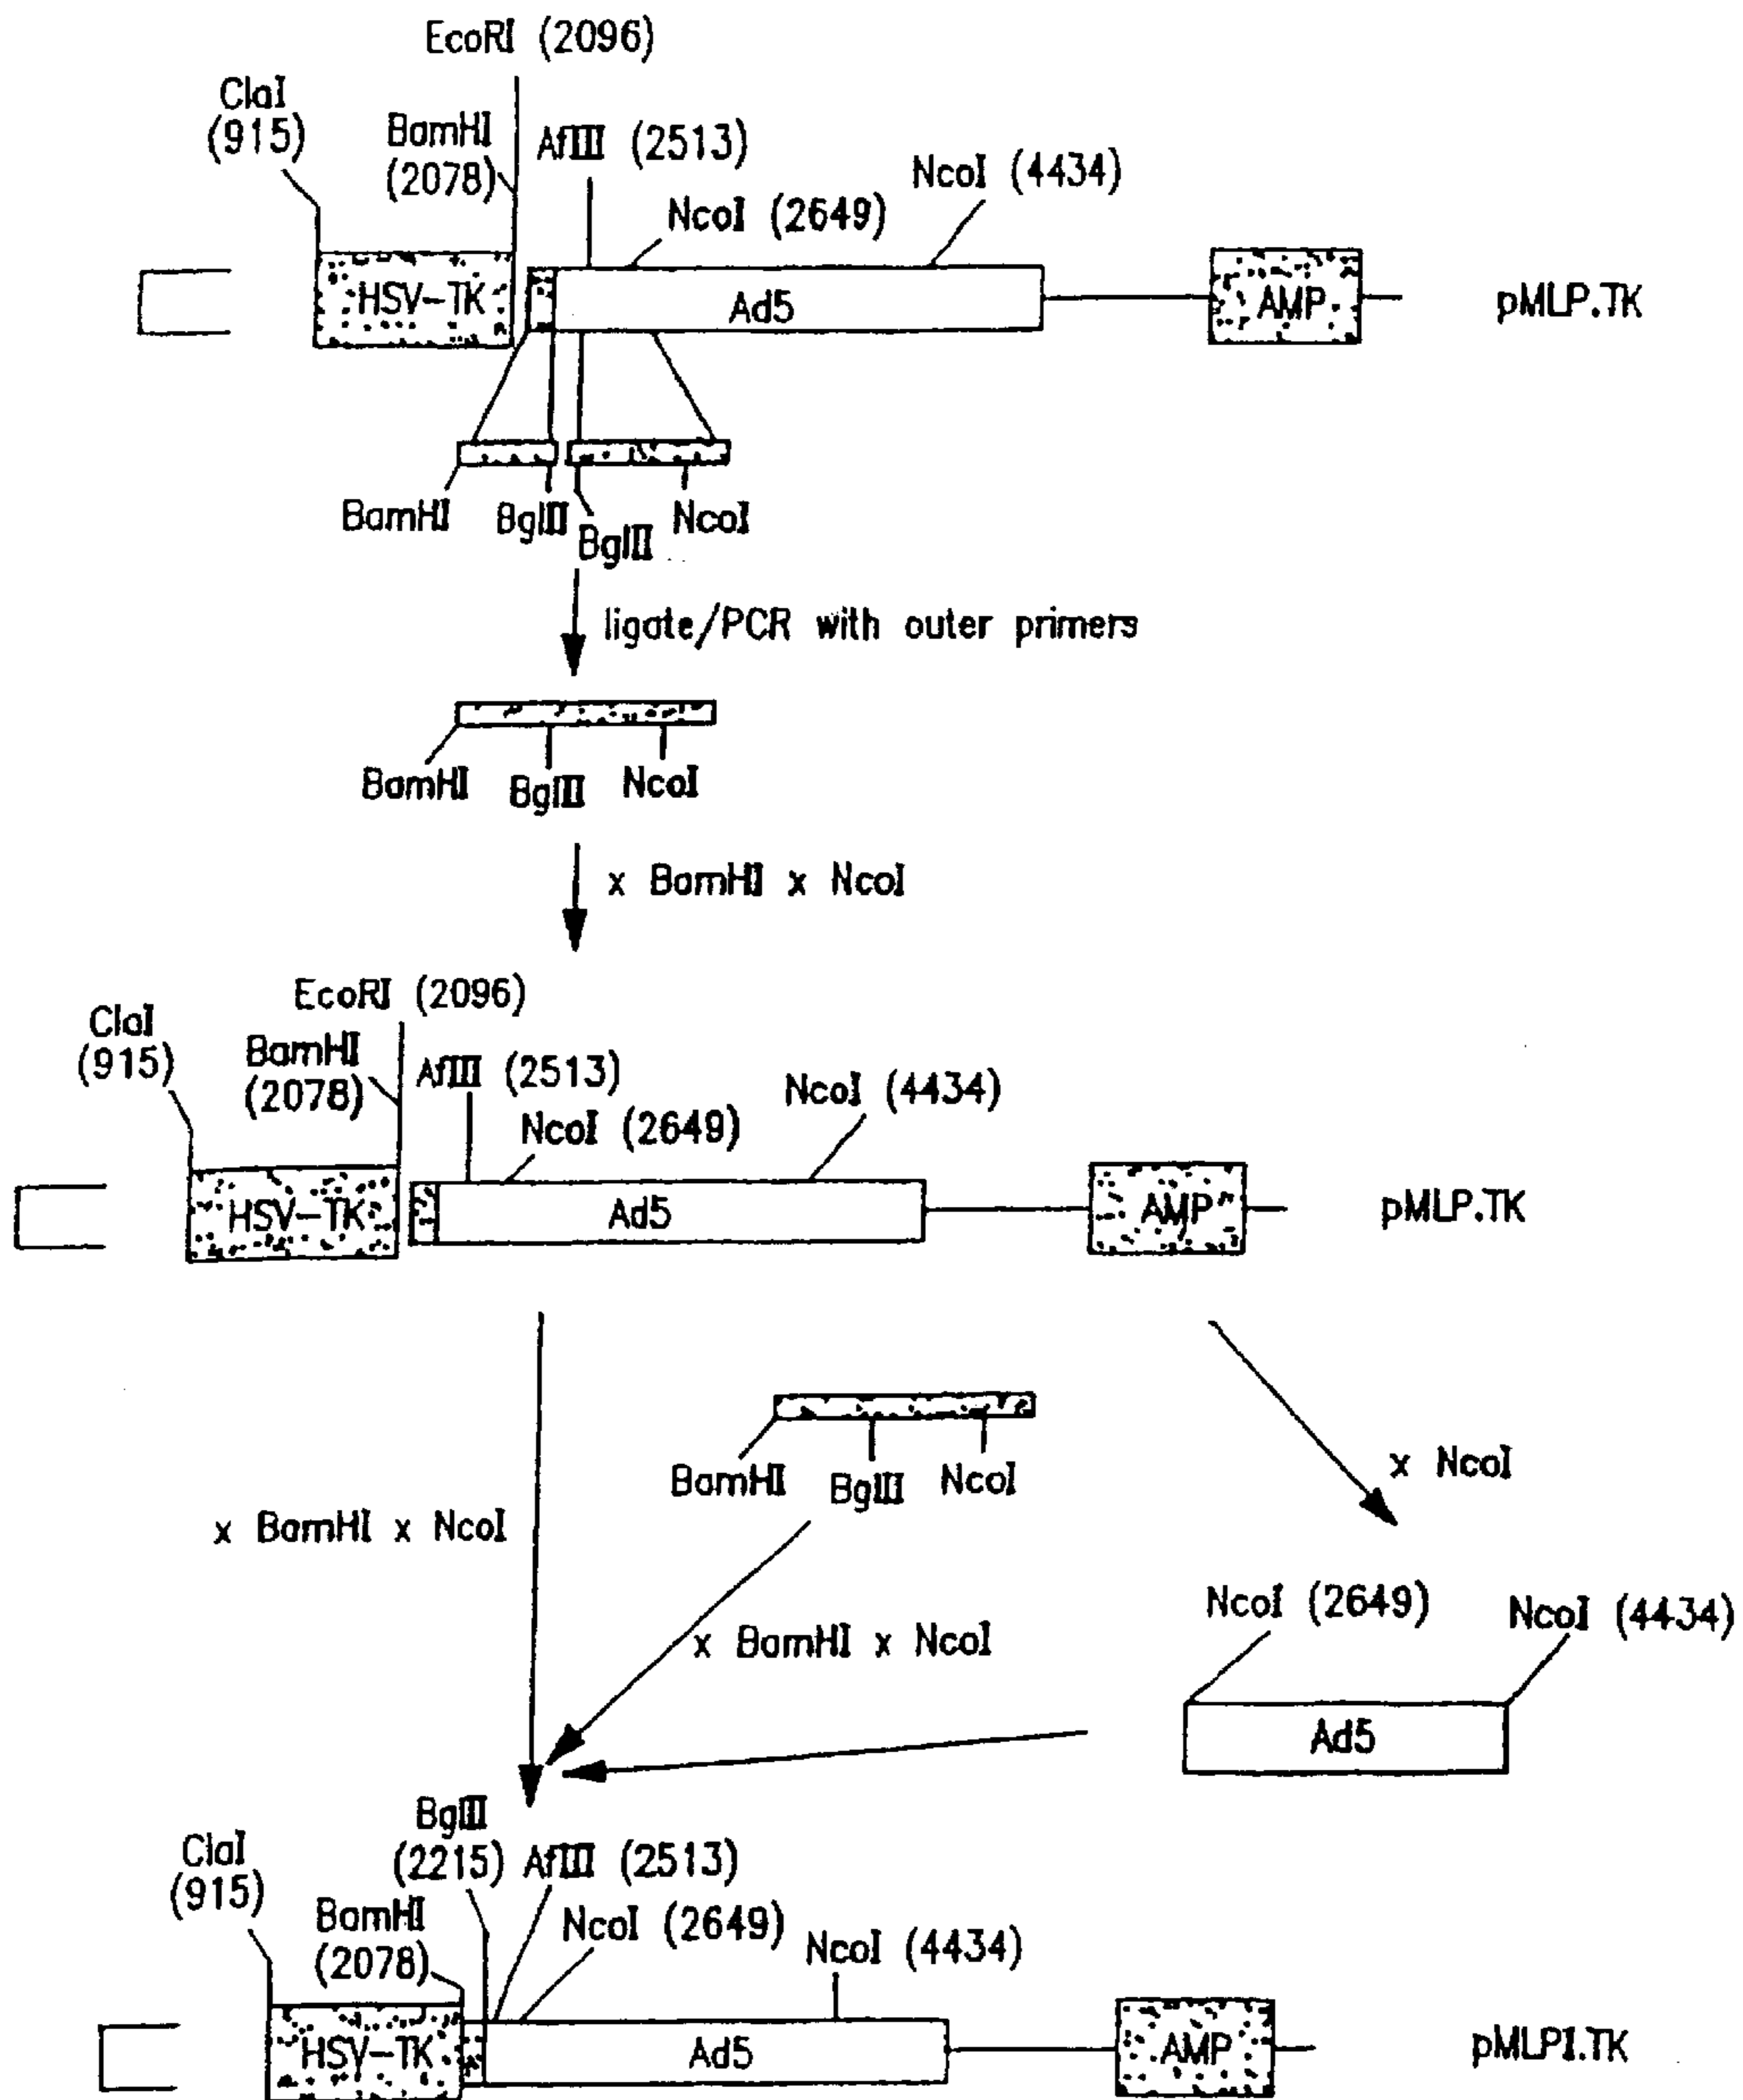 EcoRI (2096)
ClaI
(915)
BamHI
(2078)
AflII (2513)
NcoI (2649)
NcoI (4434)
HSV-TK
Ad5
AMP
pMLP.TK
BamHI
BglII
BglII
NcoI
ligate/PCR with outer primers
BamHI
BglII
NcoI
x BamHI x NcoI
EcoRI (2096)
ClaI
(915)
BamHI
(2078)
AflII (2513)
NcoI (2649)
NcoI (4434)
HSV-TK
Ad5
AMP
pMLP.TK
BamHI
BglII
NcoI
x NcoI
x BamHI x NcoI
x BamHI x NcoI
NcoI (2649)
NcoI (4434)
Ad5
BglII
(2215)
AflII (2513)
ClaI
(915)
BamHI
(2078)
NcoI (2649)
NcoI (4434)
HSV-TK
Ad5
AMP
pMLPI.TK